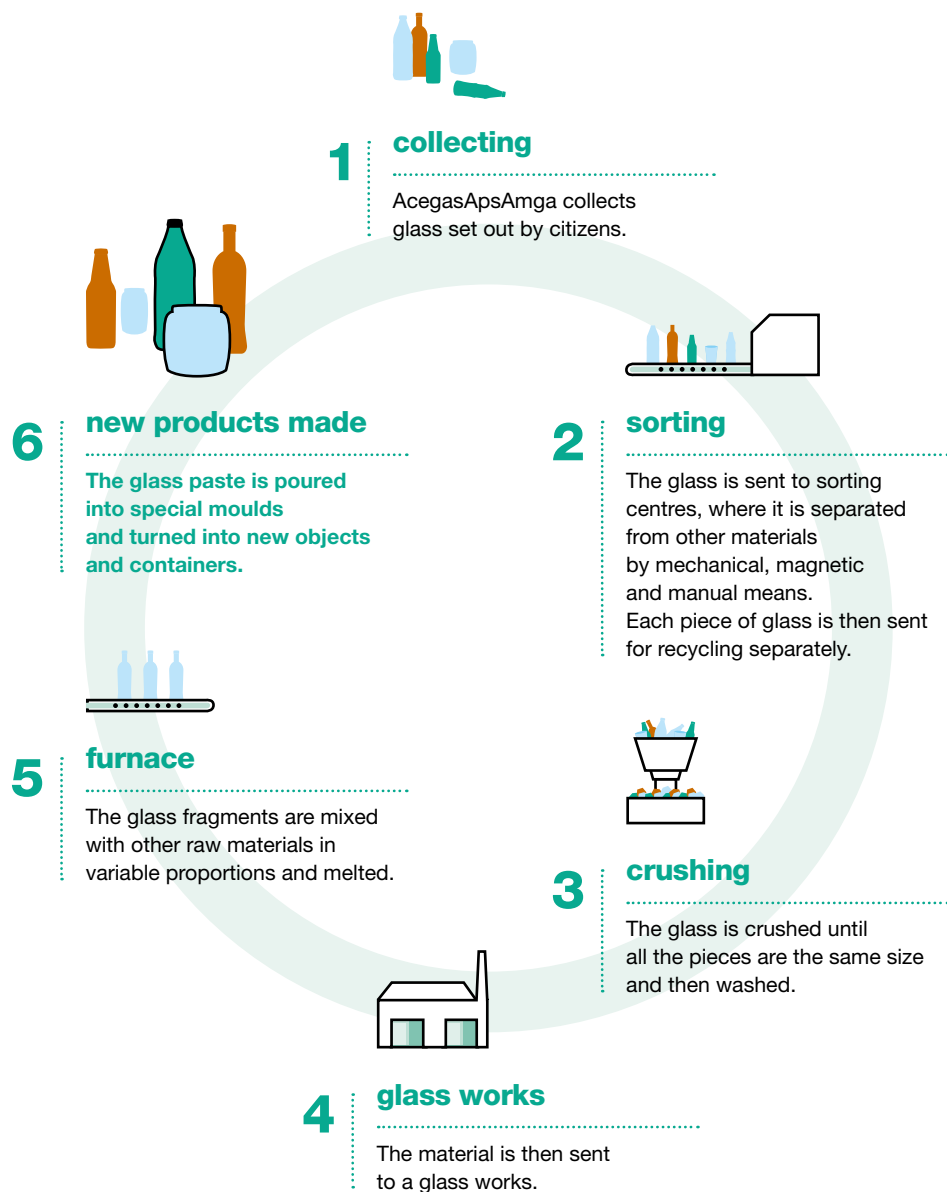 1
collecting
AcegasApsAmga collects
glass set out by citizens.
2
sorting
The glass is sent to sorting
centres, where it is separated
from other materials
by mechanical, magnetic
and manual means.
Each piece of glass is then sent
for recycling separately.
3
crushing
The glass is crushed until
all the pieces are the same size
and then washed.
4
glass works
The material is then sent
to a glass works.
5
furnace
The glass fragments are mixed
with other raw materials in
variable proportions and melted.
6
new products made
The glass paste is poured
into special moulds
and turned into new objects
and containers.